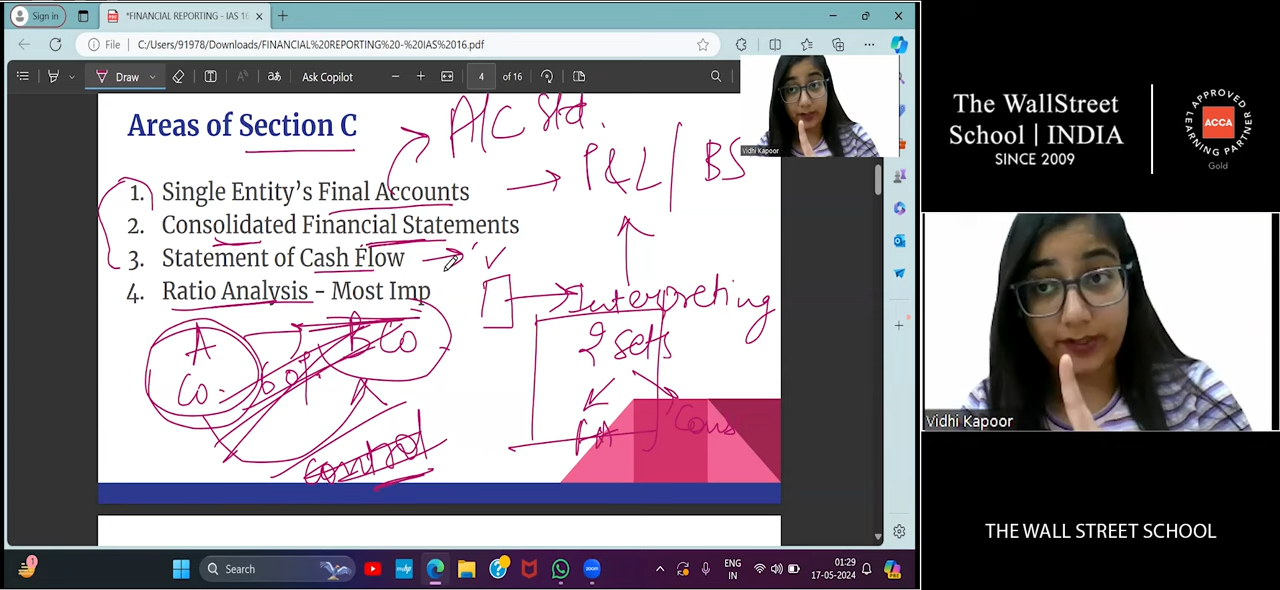 Sign in
*FINANCIAL REPORTING - IAS 16
File
C:/Users/91978/Downloads/FINANCIAL%20REPORTING%20-%20IAS%2016.pdf
Draw
Ask Copilot
4 of 16
Areas of Section C
A/C Std.
1. Single Entity's Final Accounts
P&L / BS
2. Consolidated Financial Statements
3. Statement of Cash Flow
4. Ratio Analysis - Most Imp
Interpreting
A
Co
60%
B Co
2 sets
FA
Cons
Control
Vidhi Kapoor
Search
ENG
IN
01:29
17-05-2024
The WallStreet
School | INDIA
SINCE 2009
APPROVED
LEARNING PARTNER
ACCA
Gold
Vidhi Kapoor
THE WALL STREET SCHOOL